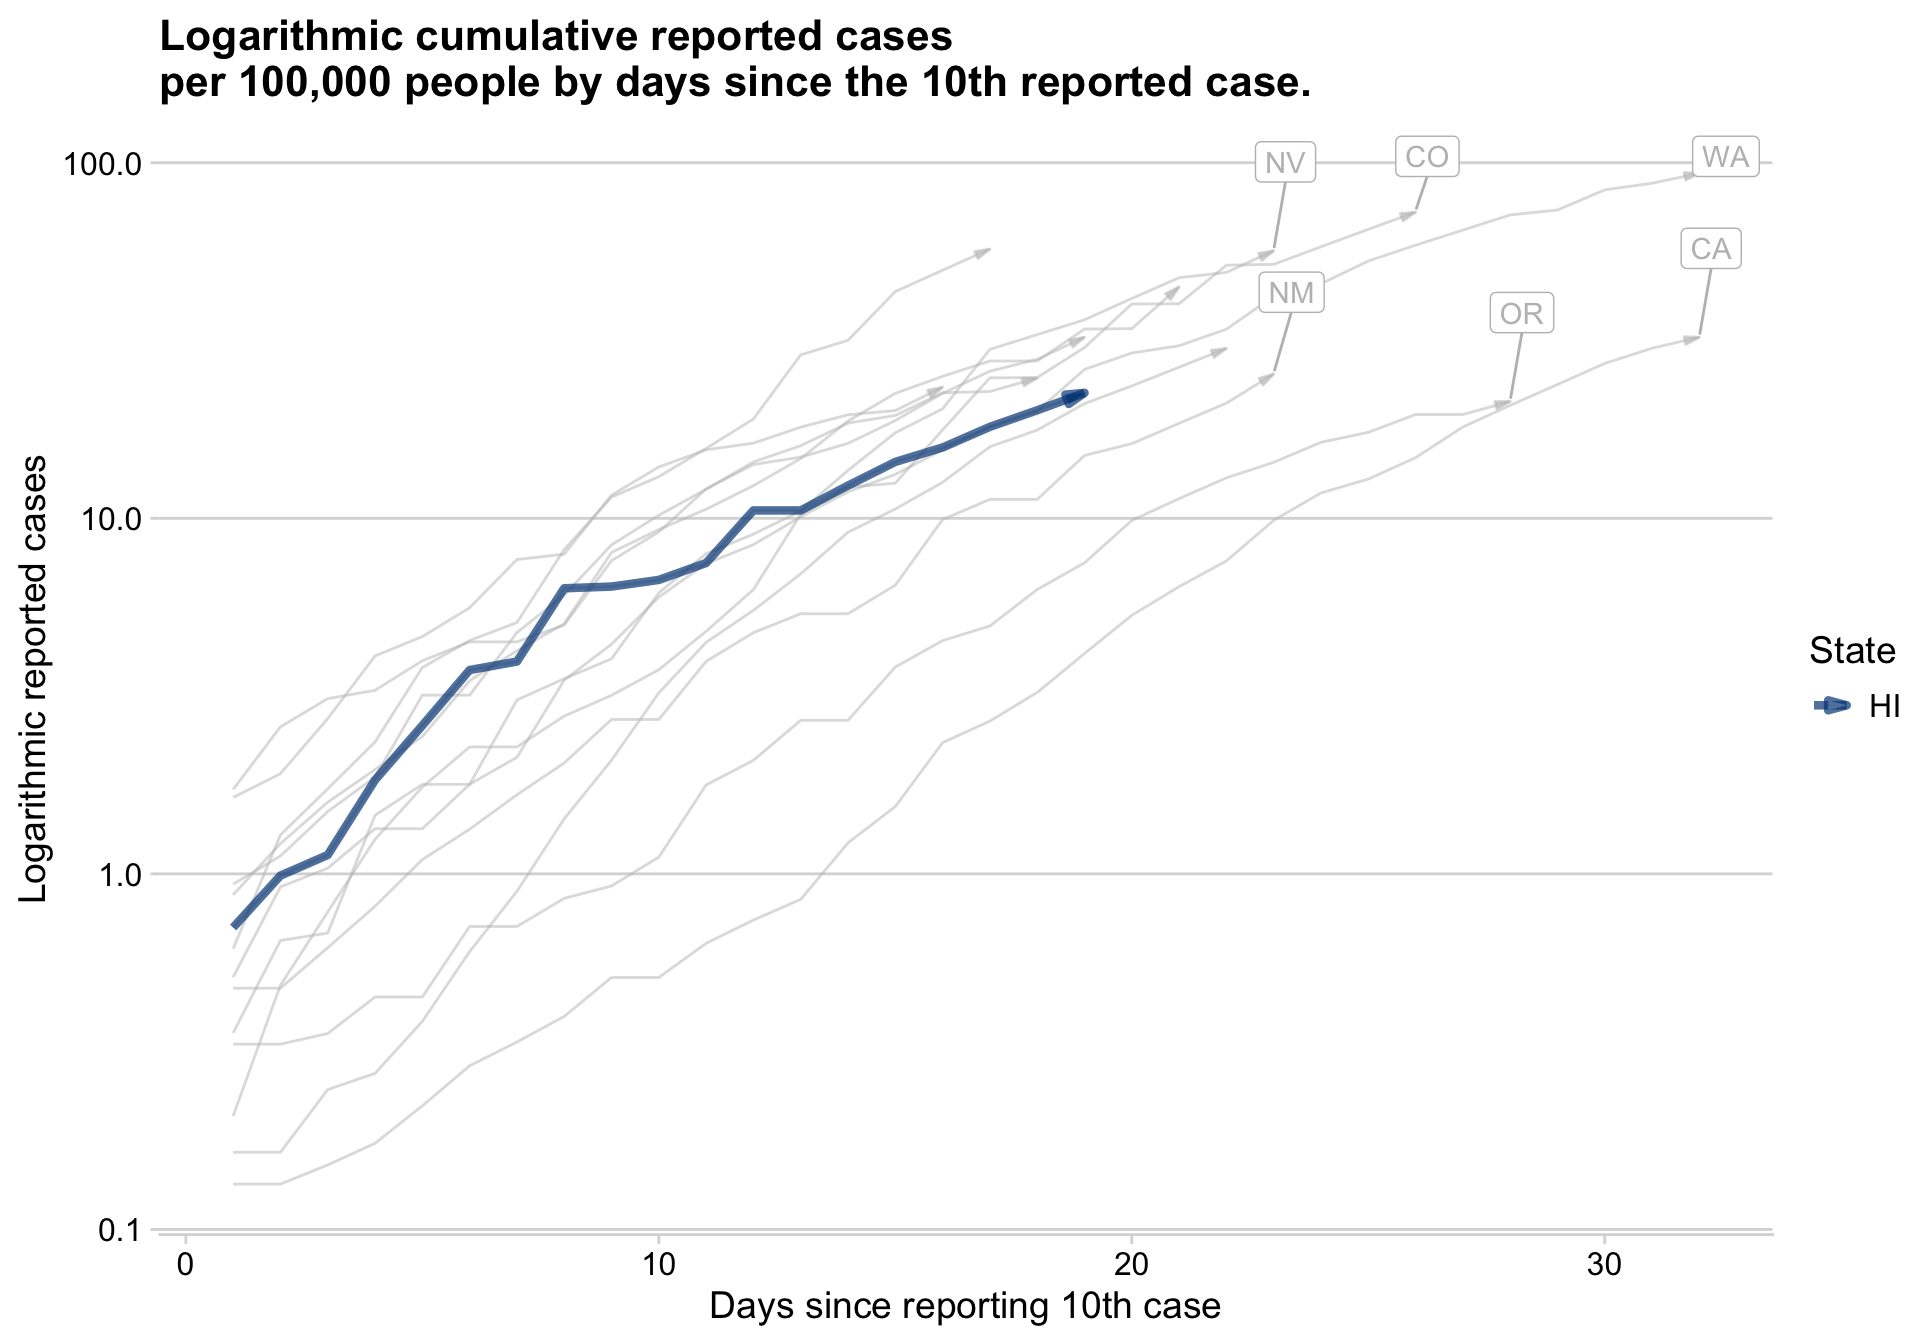 Logarithmic cumulative reported cases
per 100,000 people by days since the 10th reported case.
100.0
10.0
1.0
0.1
Logarithmic reported cases
NV
CO
WA
CA
NM
OR
State
HI
0
10
20
30
Days since reporting 10th case